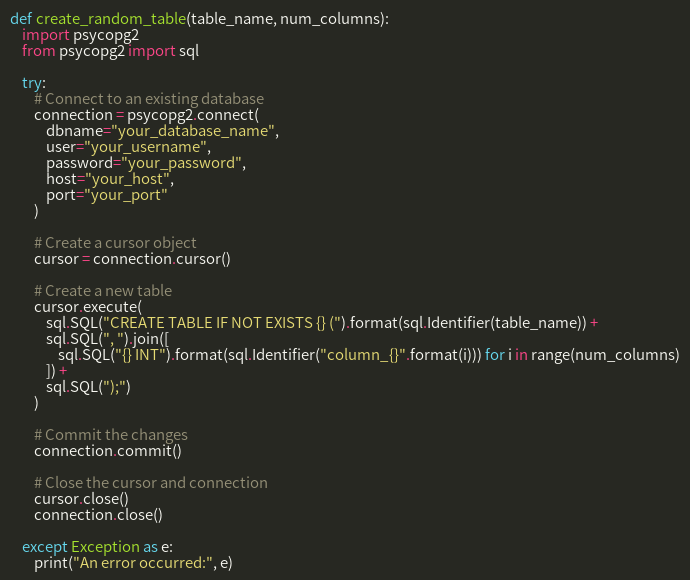 def create_random_table(table_name, num_columns):
    import psycopg2
    from psycopg2 import sql

    try:
        # Connect to an existing database
        connection = psycopg2.connect(
            dbname="your_database_name",
            user="your_username",
            password="your_password",
            host="your_host",
            port="your_port"
        )

        # Create a cursor object
        cursor = connection.cursor()

        # Create a new table
        cursor.execute(
            sql.SQL("CREATE TABLE IF NOT EXISTS {} (").format(sql.Identifier(table_name)) +
            sql.SQL(", ").join([
                sql.SQL("{} INT").format(sql.Identifier("column_{}".format(i))) for i in range(num_columns)
            ]) +
            sql.SQL(");")
        )

        # Commit the changes
        connection.commit()

        # Close the cursor and connection
        cursor.close()
        connection.close()

    except Exception as e:
        print("An error occurred:", e)